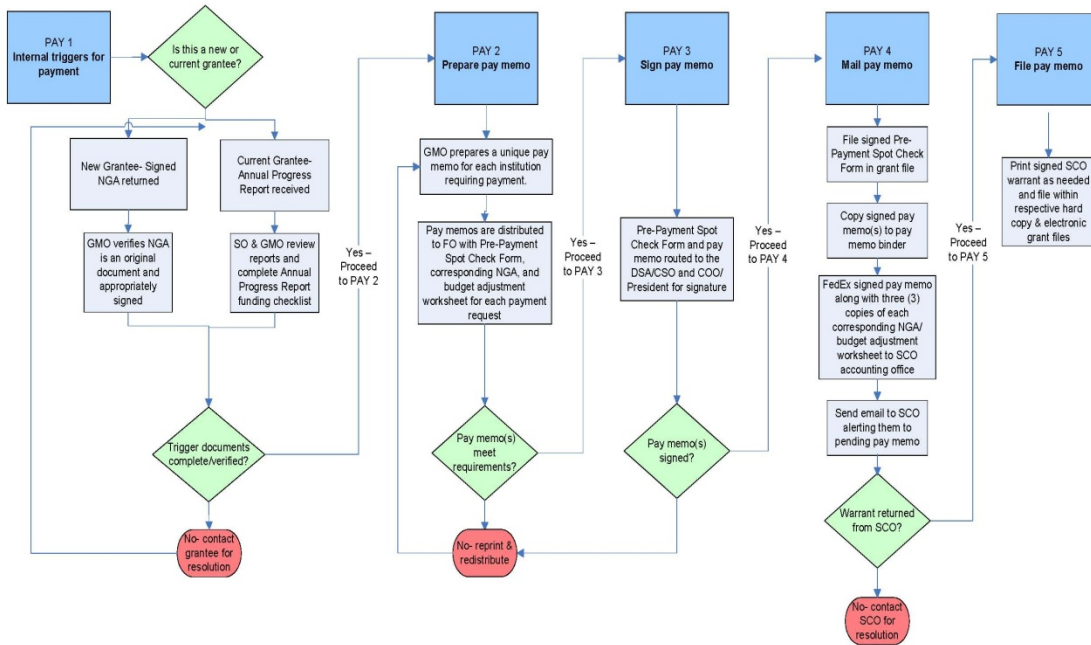 PAY 1
Internal triggers for
payment
Is this a new or
current grantee?
New Grantee- Signed
NGA returned
Current Grantee-
Annual Progress
Report received
GMO verifies NGA
is an original
document and
appropriately
signed
SO & GMO review
reports and
complete Annual
Progress Report
funding checklist
Trigger documents
complete/verified?
No- contact
grantee for
resolution
Yes –
Proceed
to PAY 2
PAY 2
Prepare pay memo
GMO prepares a unique pay
memo for each institution
requiring payment.
Pay memos are distributed
to FO with Pre-Payment
Spot Check Form,
corresponding NGA, and
budget adjustment
worksheet for each payment
request
Pay memo(s)
meet
requirements?
No- reprint &
redistribute
Yes –
Proceed
to PAY 3
PAY 3
Sign pay memo
Pre-Payment Spot
Check Form and pay
memo routed to the
DSA/CSO and COO/
President for signature
Pay memo(s)
signed?
Yes –
Proceed
to PAY 4
PAY 4
Mail pay memo
File signed Pre-
Payment Spot Check
Form in grant file
Copy signed pay
memo(s) to pay
memo binder
FedEx signed pay memo
along with three (3)
copies of each
corresponding NGA/
budget adjustment
worksheet to SCO
accounting office
Send email to SCO
alerting them to
pending pay memo
Warrant returned
from SCO?
No- contact
SCO for
resolution
Yes –
Proceed
to PAY 5
PAY 5
File pay memo
Print signed SCO
warrant as needed
and file within
respective hard
copy & electronic
grant files